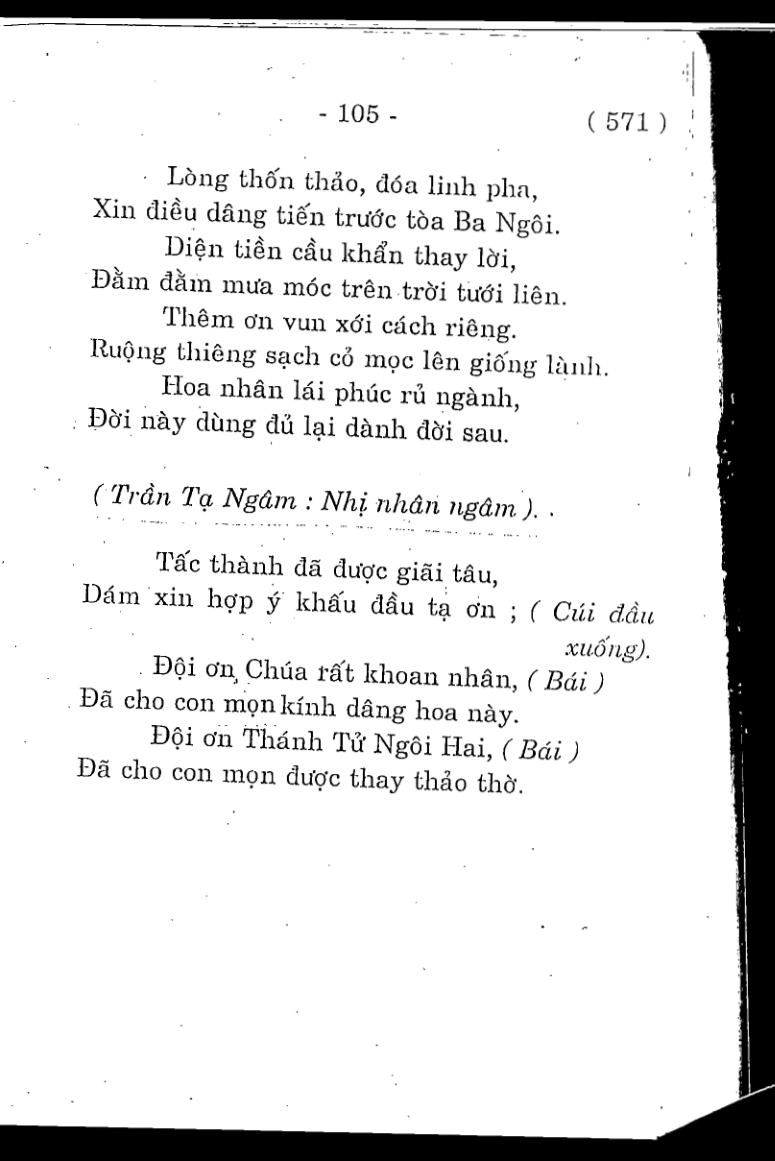 - 105 -
( 571 )
Lòng thốn thảo, đóa linh pha,
Xin điều dâng tiến trước tòa Ba Ngôi.
Diện tiền cầu khẩn thay lời,
Đằm đằm mưa móc trên trời tưới liên.
Thêm ơn vun xới cách riêng.
Ruộng thiêng sạch cỏ mọc lên giống lành.
Hoa nhân lái phúc rủ ngành,
Đời này dùng đủ lại dành đời sau.
( Trần Tạ Ngâm : Nhị nhân ngâm ).
Tấc thành đã được giãi tâu,
Dám xin hợp ý khấu đầu tạ ơn ; ( Cúi đầu
xuống).
Đội ơn Chúa rất khoan nhân, ( Bái )
Đã cho con mọn kính dâng hoa này.
Đội ơn Thánh Tử Ngôi Hai, ( Bái )
Đã cho con mọn được thay thảo thờ.